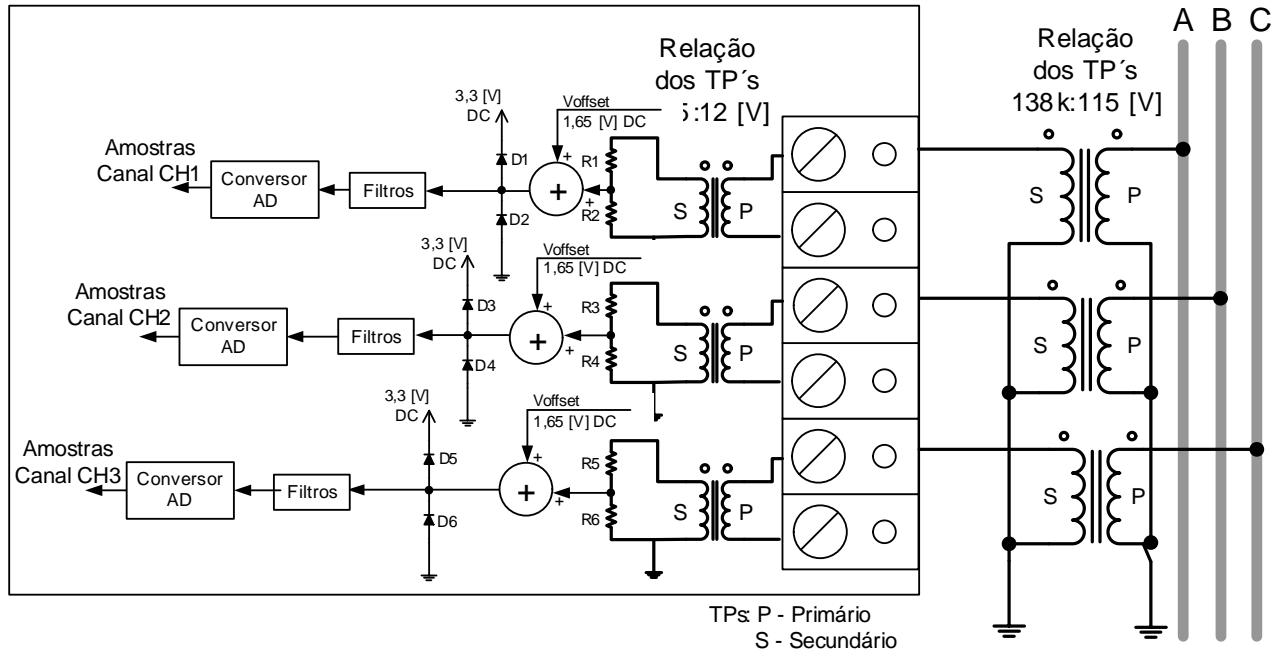 A B C
Relação
dos TP´s
138k:115 [V]
Relação
dos TP´s
5:12 [V]
3,3 [V]
DC
Voffset
1,65 [V] DC
Amostras
Canal CH1
Conversor
AD
Filtros
D1
D2
+
+
+
R1
R2
S
P
S
P
3,3 [V]
DC
Voffset
1,65 [V] DC
Amostras
Canal CH2
Conversor
AD
Filtros
D3
D4
+
+
+
R3
R4
S
P
S
P
3,3 [V]
DC
Voffset
1,65 [V] DC
Amostras
Canal CH3
Conversor
AD
Filtros
D5
D6
+
+
+
R5
R6
S
P
S
P
TPs: P - Primário
S - Secundário